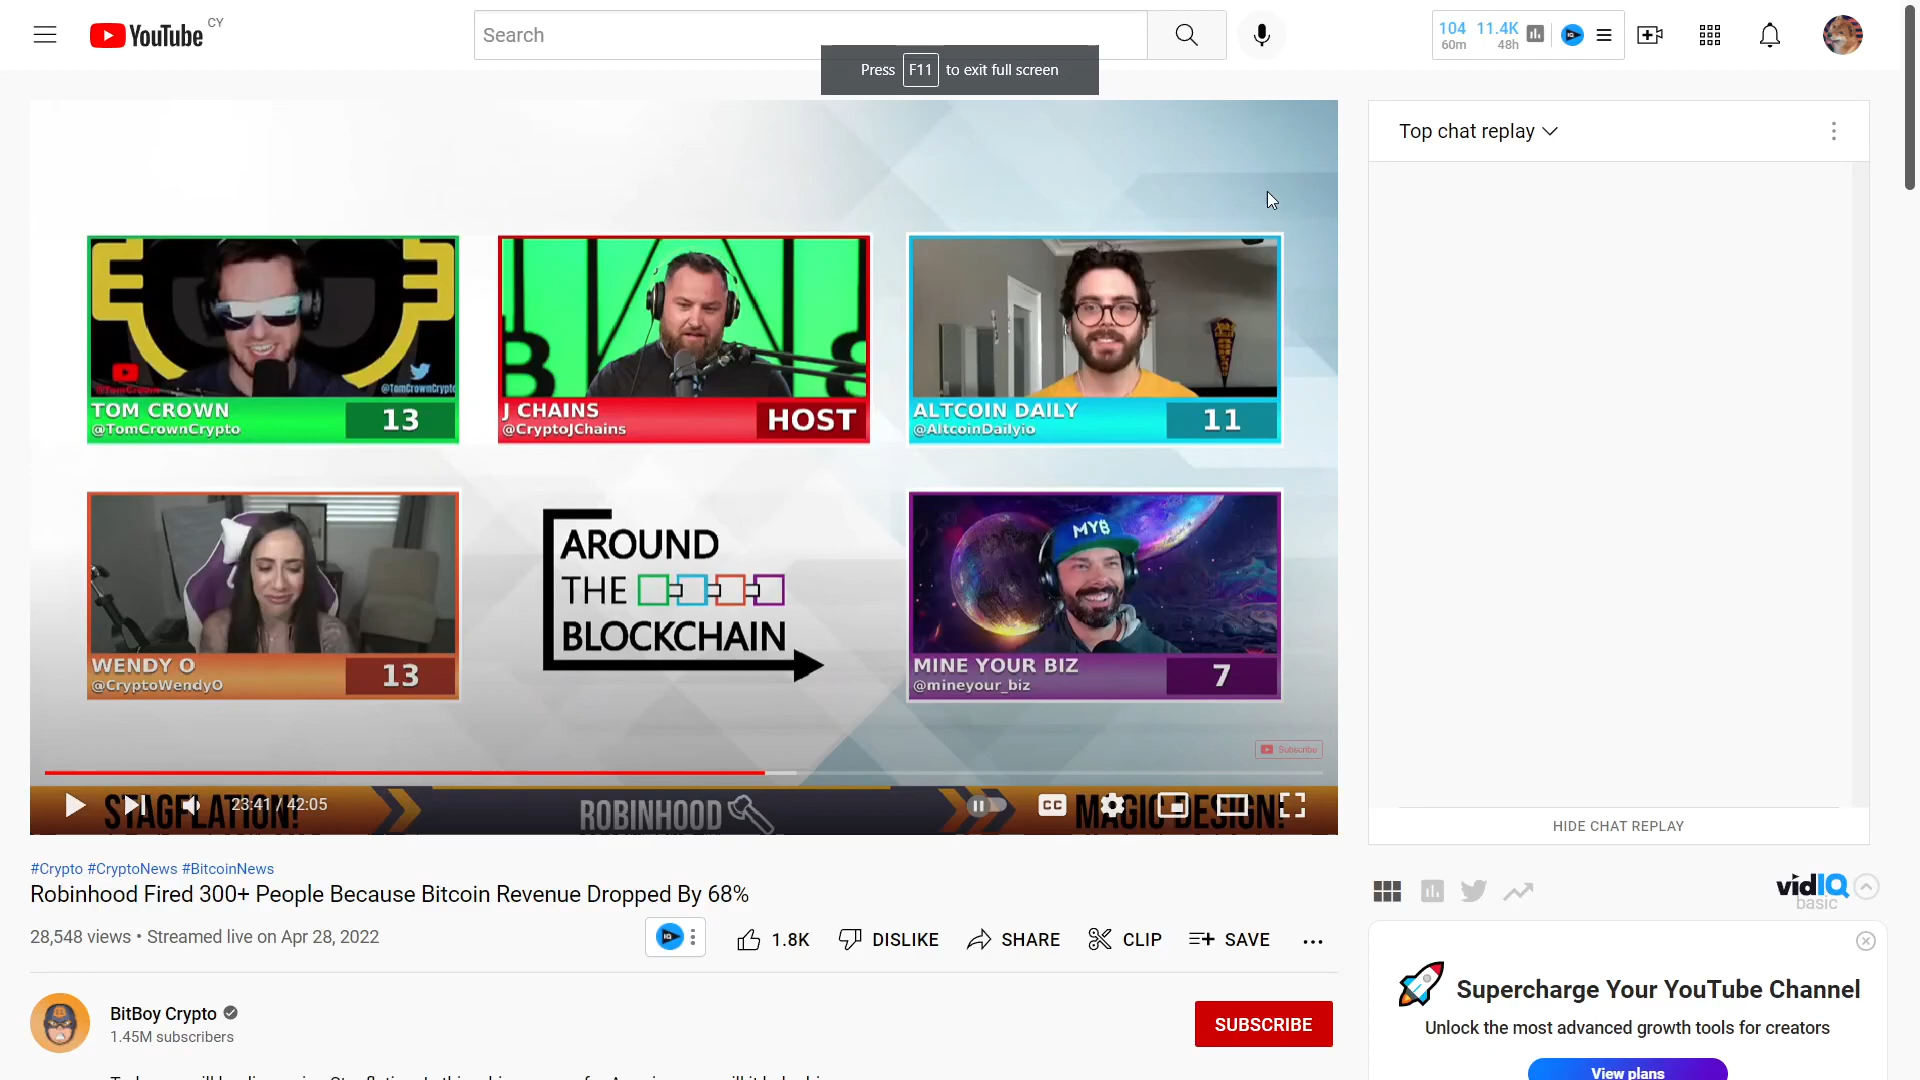 YouTube CY
Search
104 11.4K
60m 48h
Press F11 to exit full screen
Top chat replay
@TomCrownCrypto
TOM CROWN 13
@TomCrownCrypto
J CHAINS HOST
@CryptoJChains
ALTCOIN DAILY 11
@AltcoinDailyio
WENDY O 13
@CryptoWendyO
AROUND
THE
BLOCKCHAIN
MYB
MINE YOUR BIZ 7
@mineyour_biz
Subscribe
STAGFLATION! ROBINHOOD MAGIC DESIGN!
23:41 / 42:05
CC
HIDE CHAT REPLAY
#Crypto #CryptoNews #BitcoinNews
Robinhood Fired 300+ People Because Bitcoin Revenue Dropped By 68%
28,548 views • Streamed live on Apr 28, 2022
1.8K DISLIKE SHARE CLIP SAVE
BitBoy Crypto
1.45M subscribers
SUBSCRIBE
vidIQ
basic
Supercharge Your YouTube Channel
Unlock the most advanced growth tools for creators
View plans